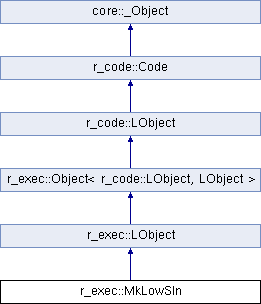 core::_Object
r_code::Code
r_code::LObject
r_exec::Object< r_code::LObject, LObject >
r_exec::LObject
r_exec::MkLowSln